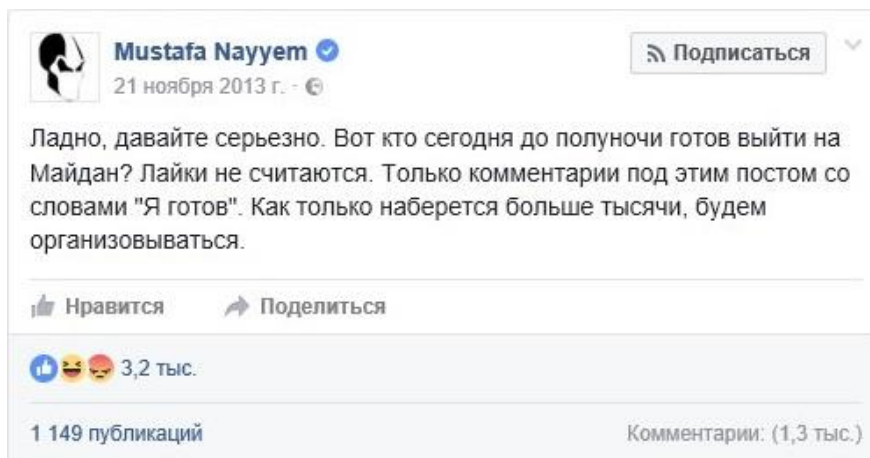 Mustafa Nayyem
Подписаться
21 ноября 2013 г. ·
Ладно, давайте серьезно. Вот кто сегодня до полуночи готов выйти на
Майдан? Лайки не считаются. Только комментарии под этим постом со
словами "Я готов". Как только наберется больше тысячи, будем
организовываться.
Нравится Поделиться
3,2 тыс.
1 149 публикаций Комментарии: (1,3 тыс.)